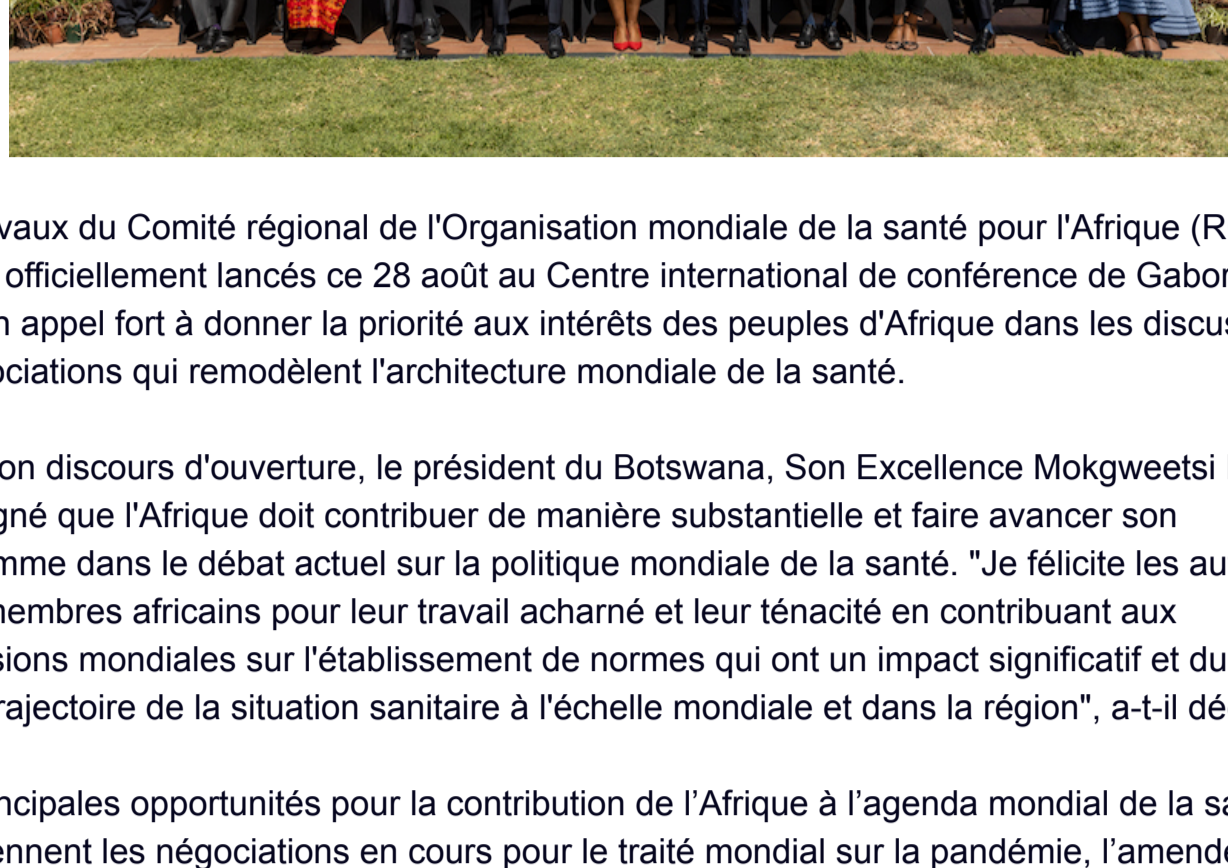 vaux du Comité régional de l'Organisation mondiale de la santé pour l'Afrique (R
officiellement lancés ce 28 août au Centre international de conférence de Gabor
n appel fort à donner la priorité aux intérêts des peuples d'Afrique dans les discus
ociations qui remodèlent l'architecture mondiale de la santé.
on discours d'ouverture, le président du Botswana, Son Excellence Mokgweetsi
gné que l'Afrique doit contribuer de manière substantielle et faire avancer son
mme dans le débat actuel sur la politique mondiale de la santé. "Je félicite les au
membres africains pour leur travail acharné et leur ténacité en contribuant aux
sions mondiales sur l'établissement de normes qui ont un impact significatif et du
rajectoire de la situation sanitaire à l'échelle mondiale et dans la région", a-t-il dé
ncipales opportunités pour la contribution de l’Afrique à l’agenda mondial de la sa
ennent les négociations en cours pour le traité mondial sur la pandémie, l’amend